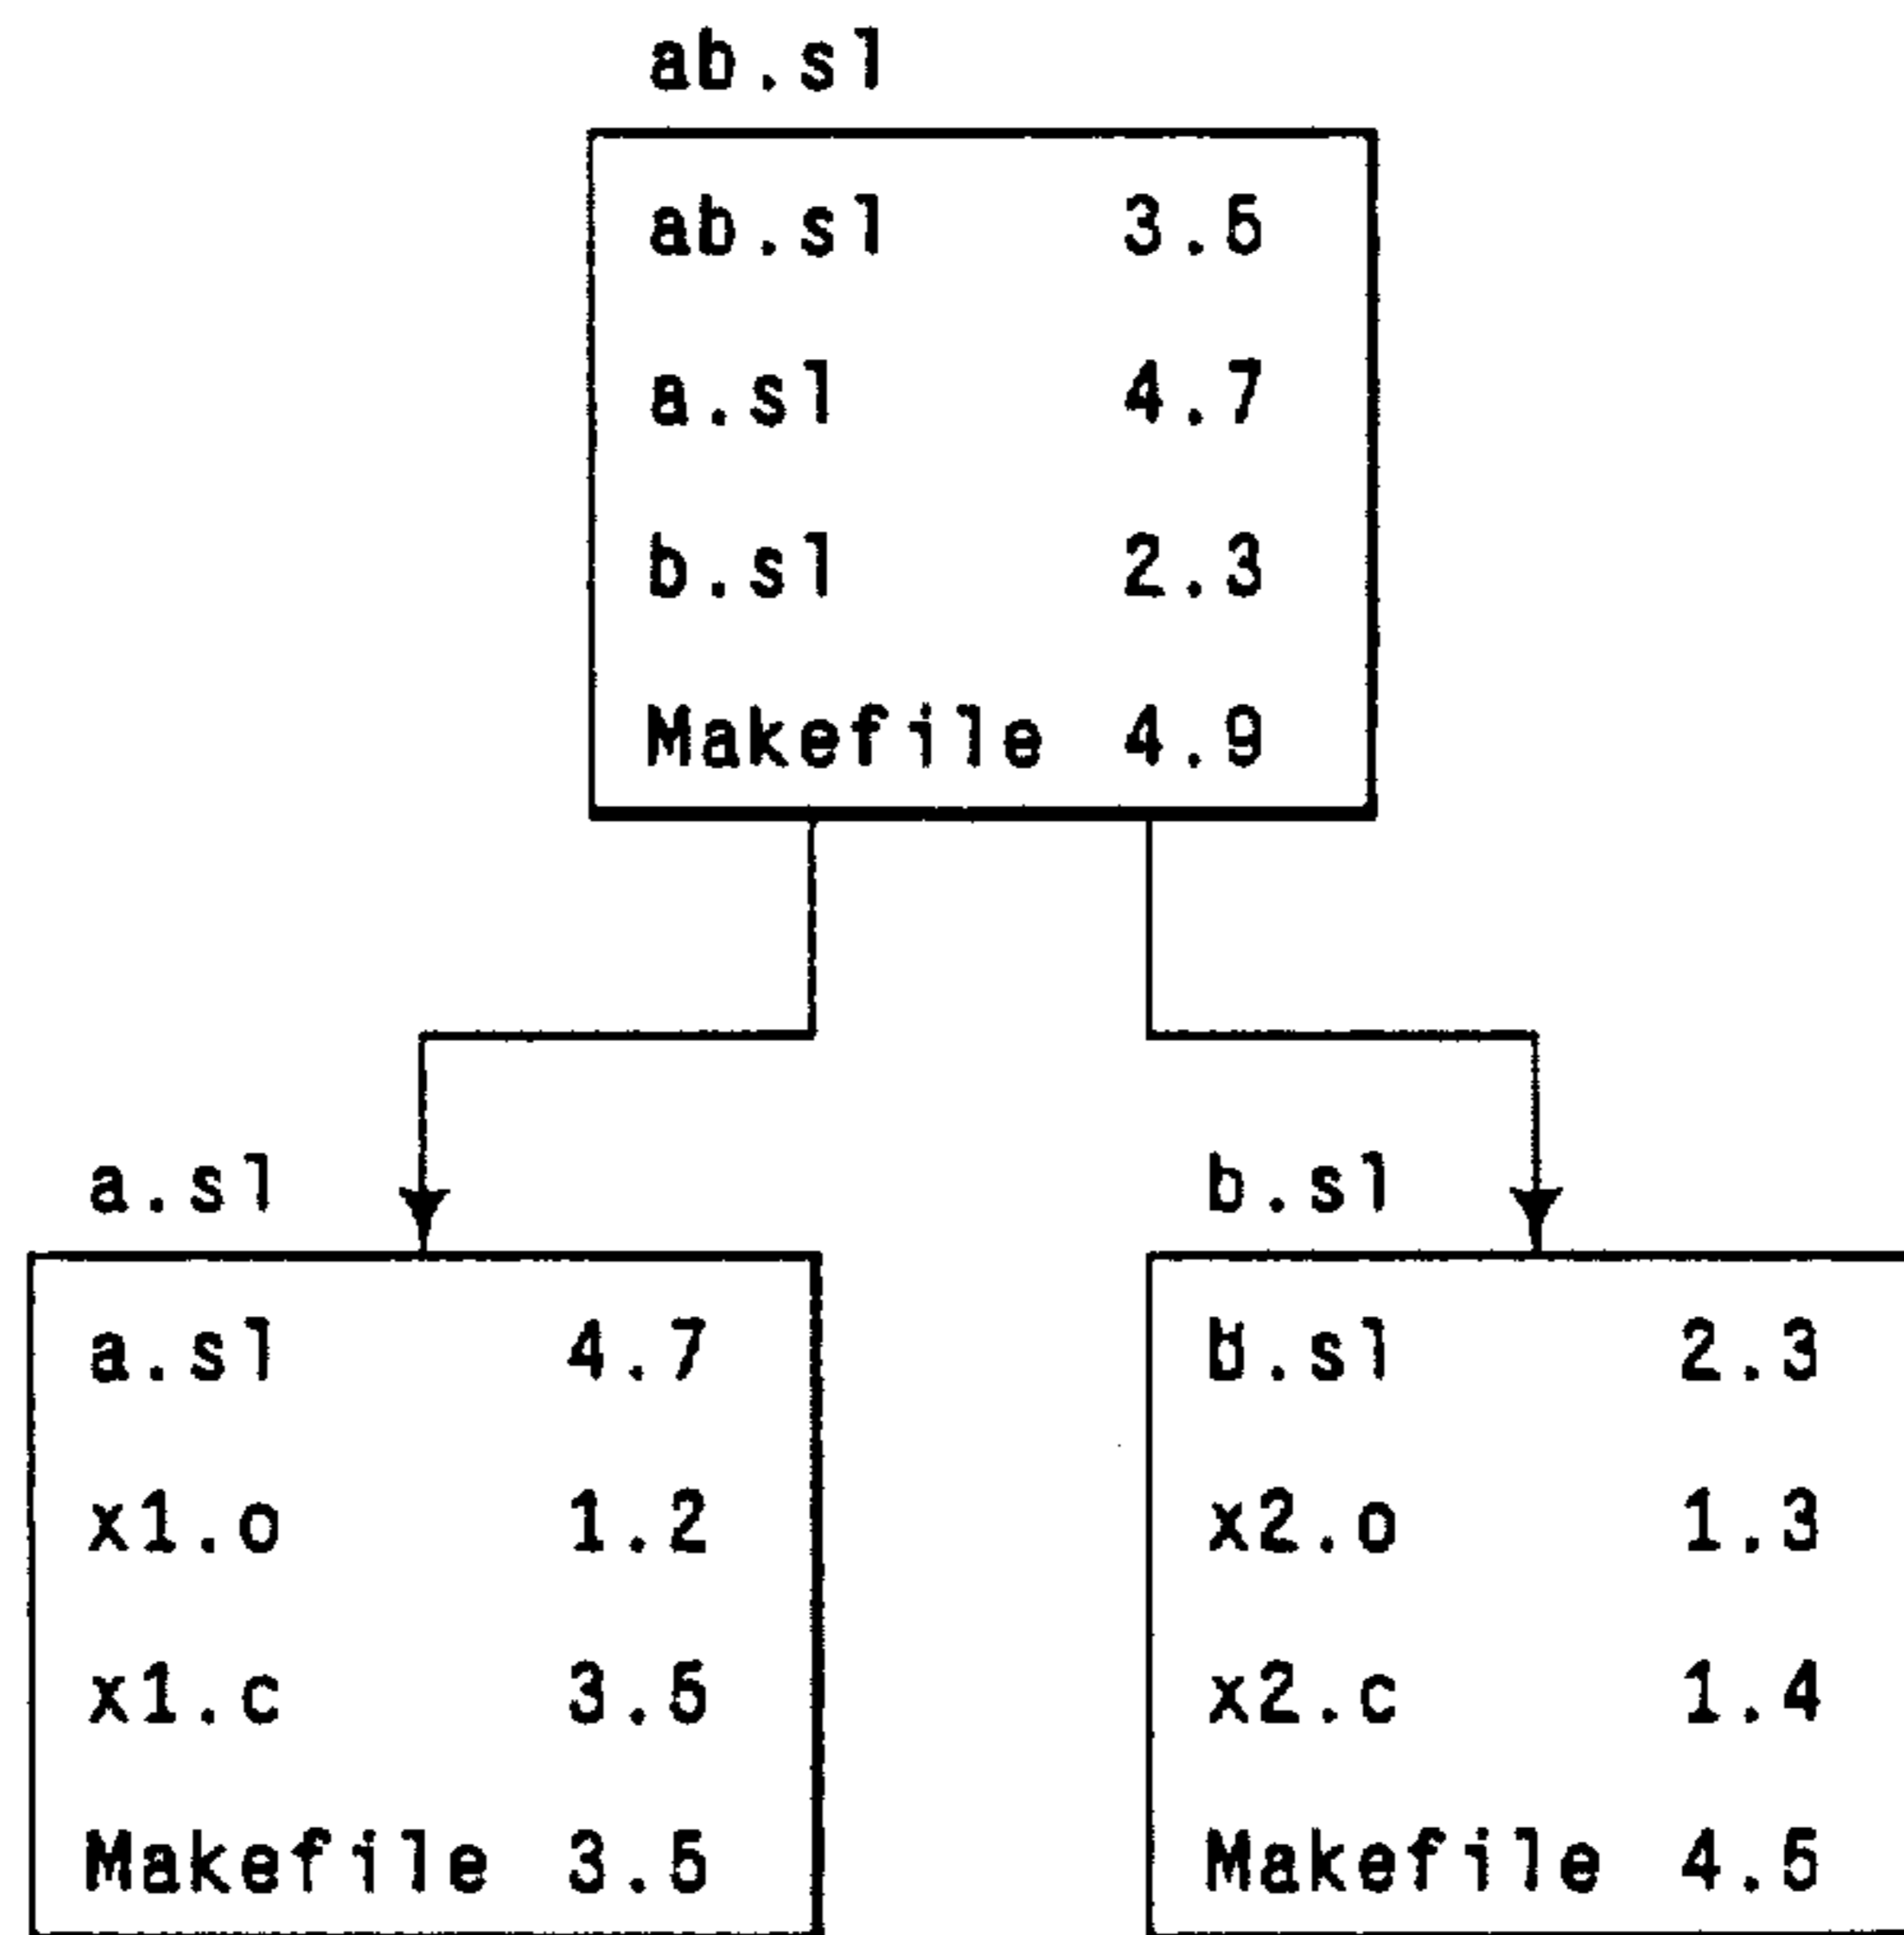 ab.sl
ab.sl 3.5
a.sl 4.7
b.sl 2.3
Makefile 4.9
a.sl
a.sl 4.7
x1.o 1.2
x1.c 3.5
Makefile 3.5
b.sl
b.sl 2.3
x2.o 1.3
x2.c 1.4
Makefile 4.5